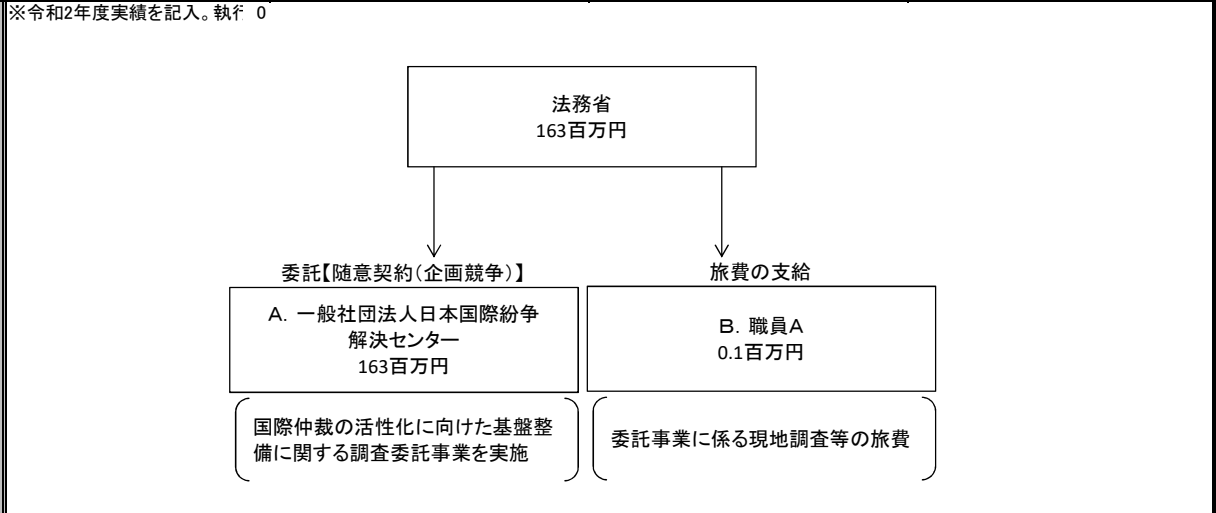 ※令和2年度実績を記入。執行 0
法務省
163百万円
委託【随意契約（企画競争）】
A. 一般社団法人日本国際紛争
解決センター
163百万円
国際仲裁の活性化に向けた基盤整
備に関する調査委託事業を実施
旅費の支給
B. 職員A
0.1百万円
委託事業に係る現地調査等の旅費